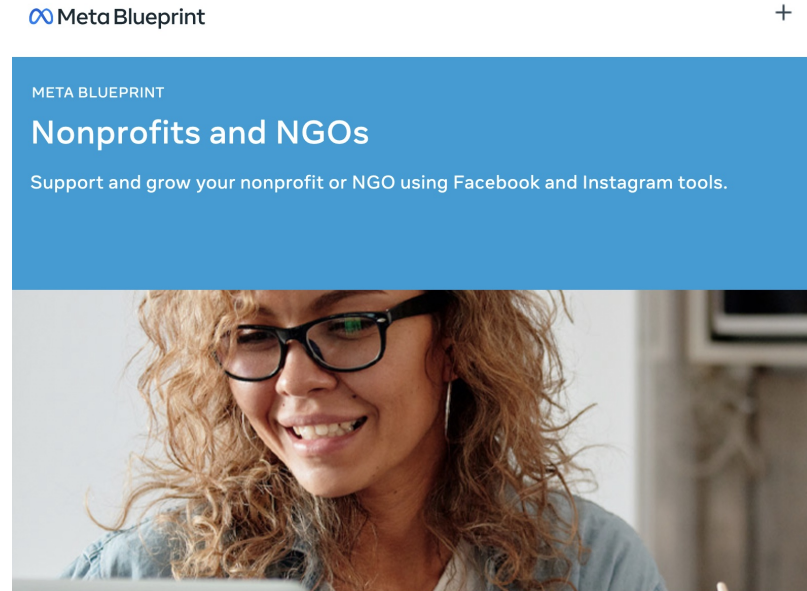 Meta Blueprint
META BLUEPRINT
Nonprofits and NGOs
Support and grow your nonprofit or NGO using Facebook and Instagram tools.